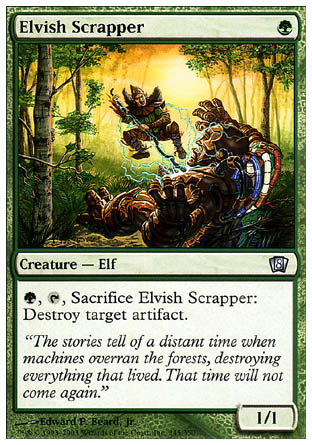 Elvish Scrapper
Creature — Elf
8
, , Sacrifice Elvish Scrapper:
Destroy target artifact.
“The stories tell of a distant time when
machines overran the forests, destroying
everything that lived. That time will not
come again.”
Edward P. Beard, Jr.
1/1